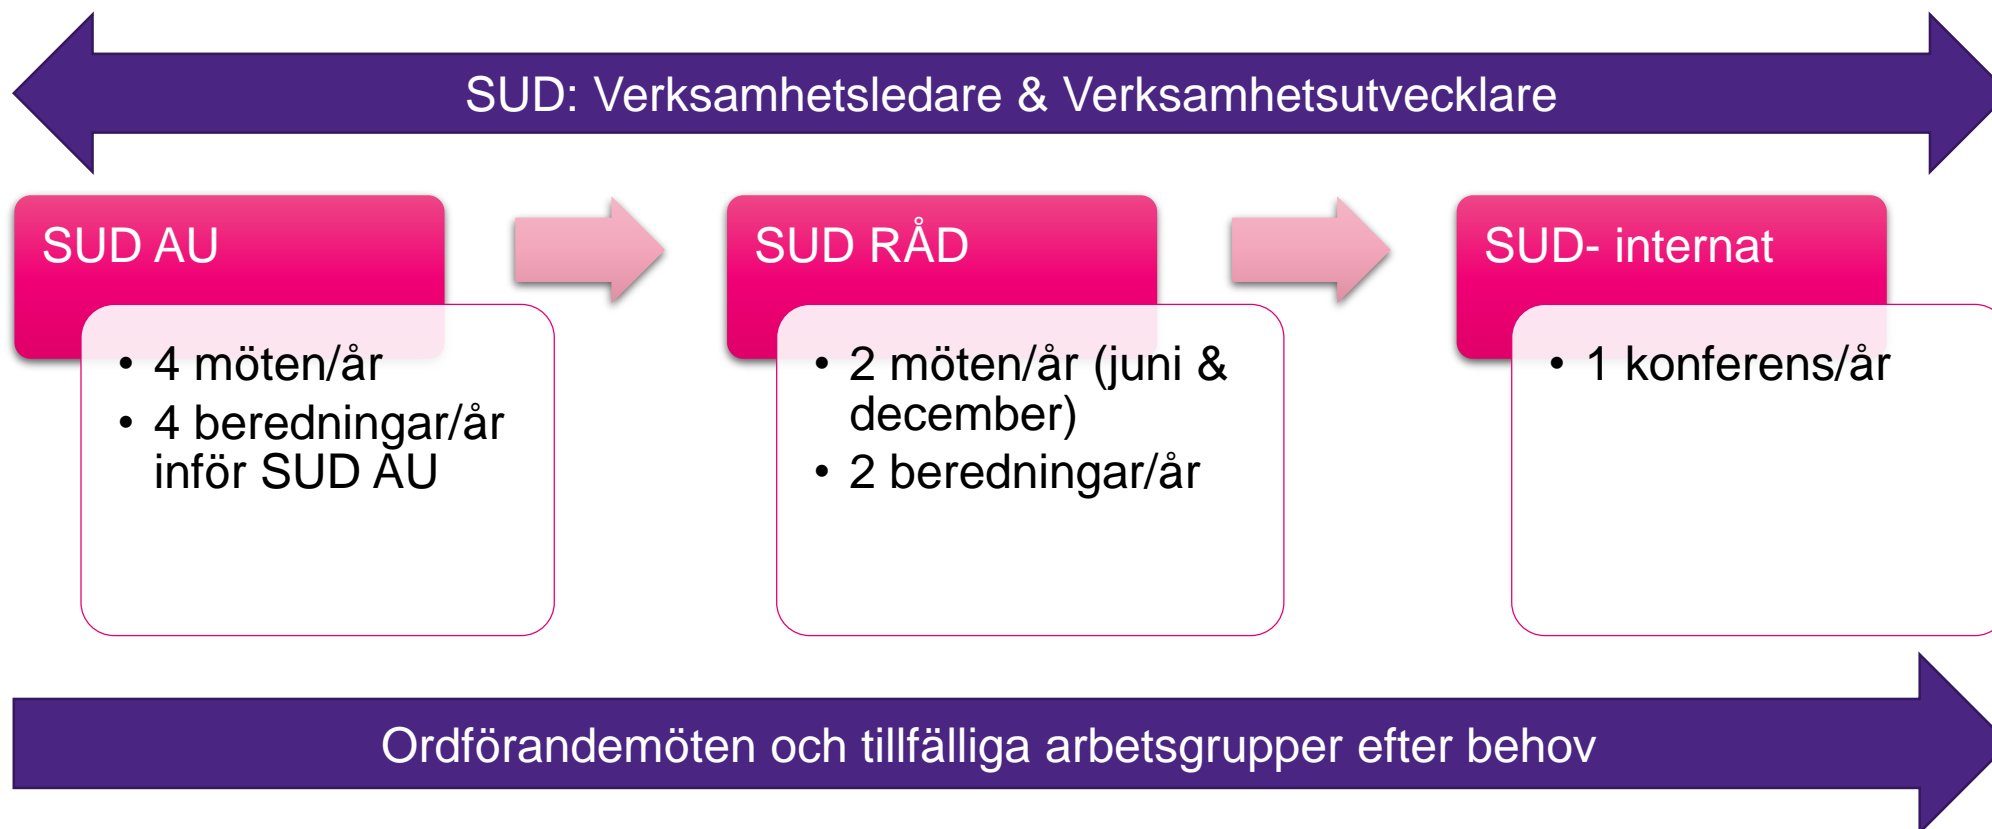 SUD: Verksamhetsledare & Verksamhetsutvecklare
SUD AU
• 4 möten/år
• 4 beredningar/år
inför SUD AU
SUD RÅD
• 2 möten/år (juni &
december)
• 2 beredningar/år
SUD- internat
• 1 konferens/år
Ordförandemöten och tillfälliga arbetsgrupper efter behov